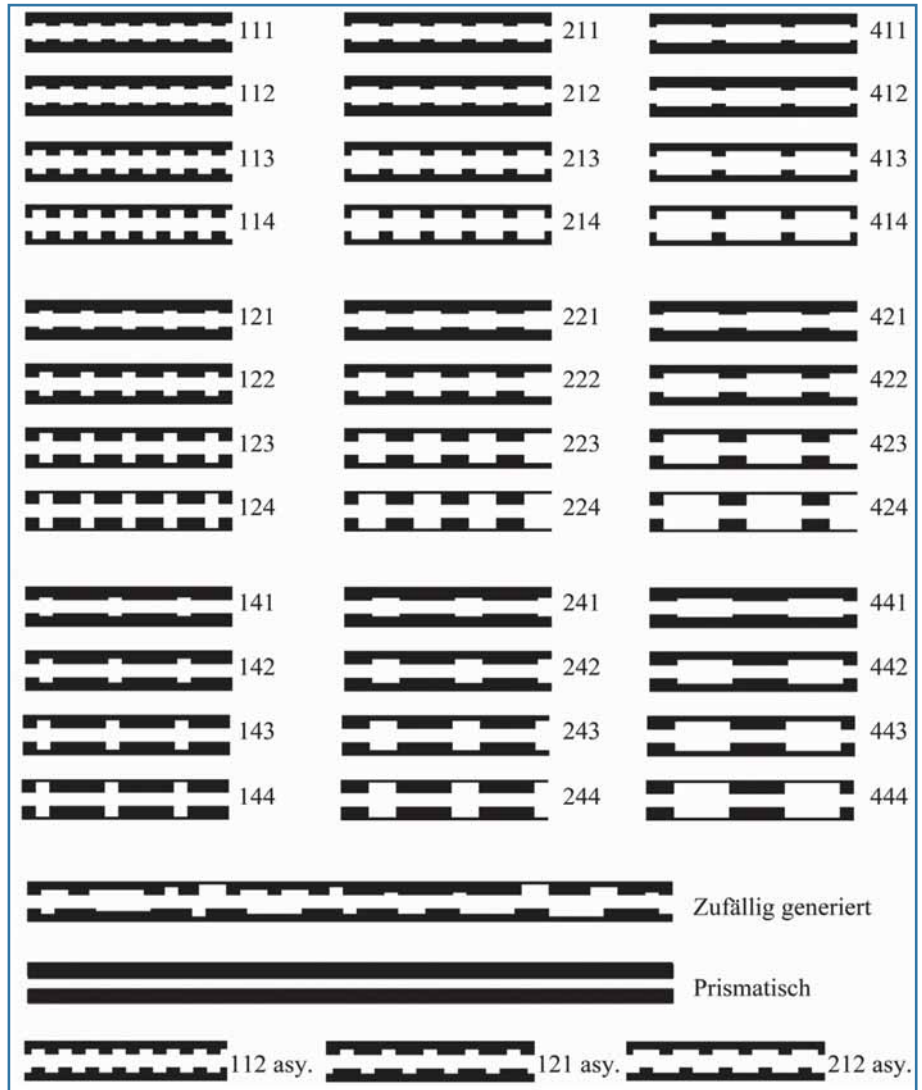 111 211 411
112 212 412
113 213 413
114 214 414
121 221 421
122 222 422
123 223 423
124 224 424
141 241 441
142 242 442
143 243 443
144 244 444
Zufällig generiert
Prismatisch
112 asy. 121 asy. 212 asy.